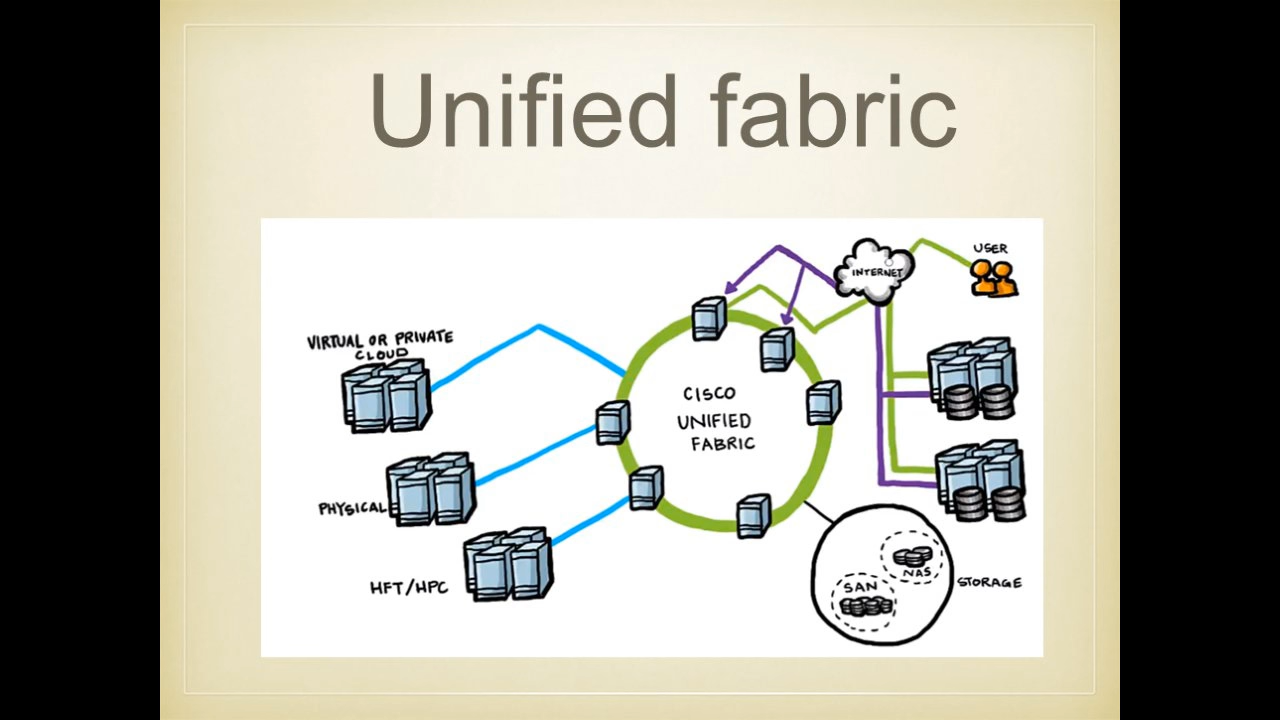 Unified fabric
USER
INTERNET
VIRTUAL OR PRIVATE
CLOUD
CISCO
UNIFIED
FABRIC
PHYSICAL
HFT/HPC
NAS
SAN
STORAGE